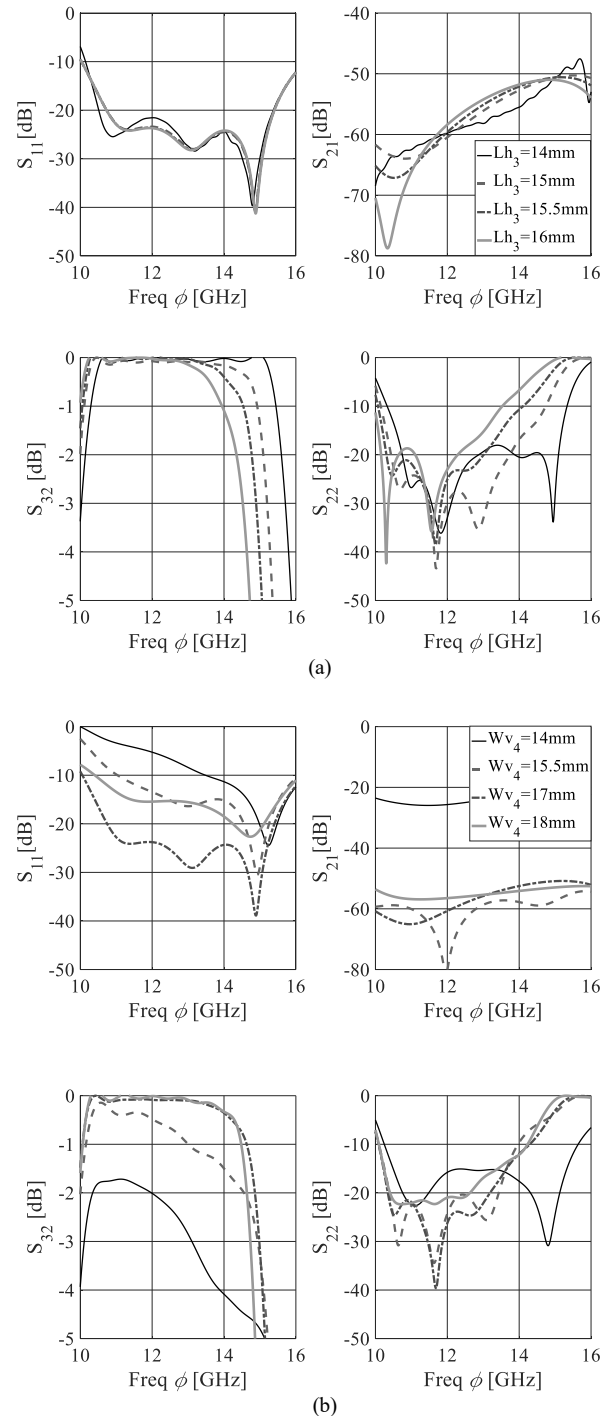 0
-10
-20
-30
-40
-50
S11[dB]
10 12 14 16
Freq ϕ [GHz]
-40
-50
-60
-70
-80
S21[dB]
Lh3=14mm
Lh3=15mm
Lh3=15.5mm
Lh3=16mm
10 12 14 16
Freq ϕ [GHz]
0
-1
-2
-3
-4
-5
S32 [dB]
10 12 14 16
Freq ϕ [GHz]
0
-10
-20
-30
-40
-50
S22 [dB]
10 12 14 16
Freq ϕ [GHz]
(a)
0
-10
-20
-30
-40
-50
S11[dB]
10 12 14 16
Freq ϕ [GHz]
0
-20
-40
-60
-80
S21[dB]
Wv4=14mm
Wv4=15.5mm
Wv4=17mm
Wv4=18mm
10 12 14 16
Freq ϕ [GHz]
0
-1
-2
-3
-4
-5
S32 [dB]
10 12 14 16
Freq ϕ [GHz]
0
-10
-20
-30
-40
-50
S22 [dB]
10 12 14 16
Freq ϕ [GHz]
(b)